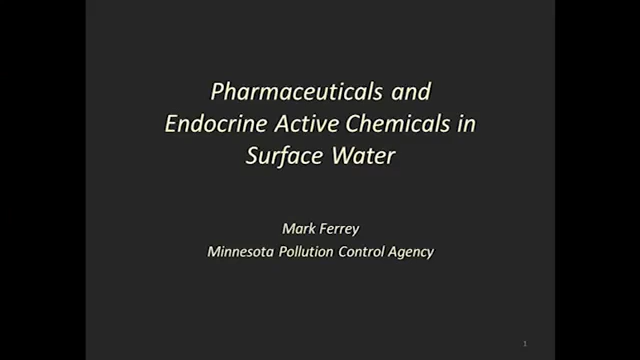 Pharmaceuticals and
Endocrine Active Chemicals in
Surface Water
Mark Ferrey
Minnesota Pollution Control Agency
1